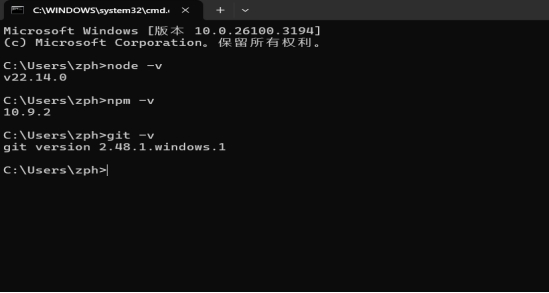 C:\WINDOWS\system32\cmd.
Microsoft Windows [版本 10.0.26100.3194]
(c) Microsoft Corporation。保留所有权利。
C:\Users\zph>node -v
v22.14.0
C:\Users\zph>npm -v
10.9.2
C:\Users\zph>git -v
git version 2.48.1.windows.1
C:\Users\zph>